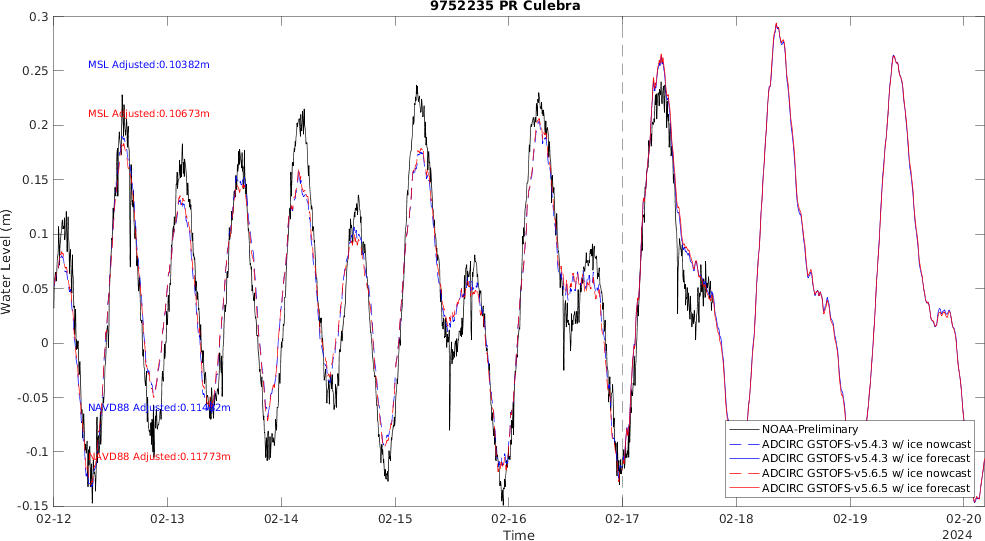 9752235 PR Culebra
0.3
0.25
0.2
0.15
0.1
0.05
0
-0.05
-0.1
-0.15
Water Level (m)
MSL Adjusted:0.10382m
MSL Adjusted:0.10673m
NAVD88 Adjusted:
NAVD88 Adjusted:0.11773m
NOAA-Preliminary
ADCIRC GSTOFS-v5.4.3 w/ ice nowcast
ADCIRC GSTOFS-v5.4.3 w/ ice forecast
ADCIRC GSTOFS-v5.6.5 w/ ice nowcast
ADCIRC GSTOFS-v5.6.5 w/ ice forecast
02-12 02-13 02-14 02-15 02-16 02-17 02-18 02-19 02-20
2024
Time